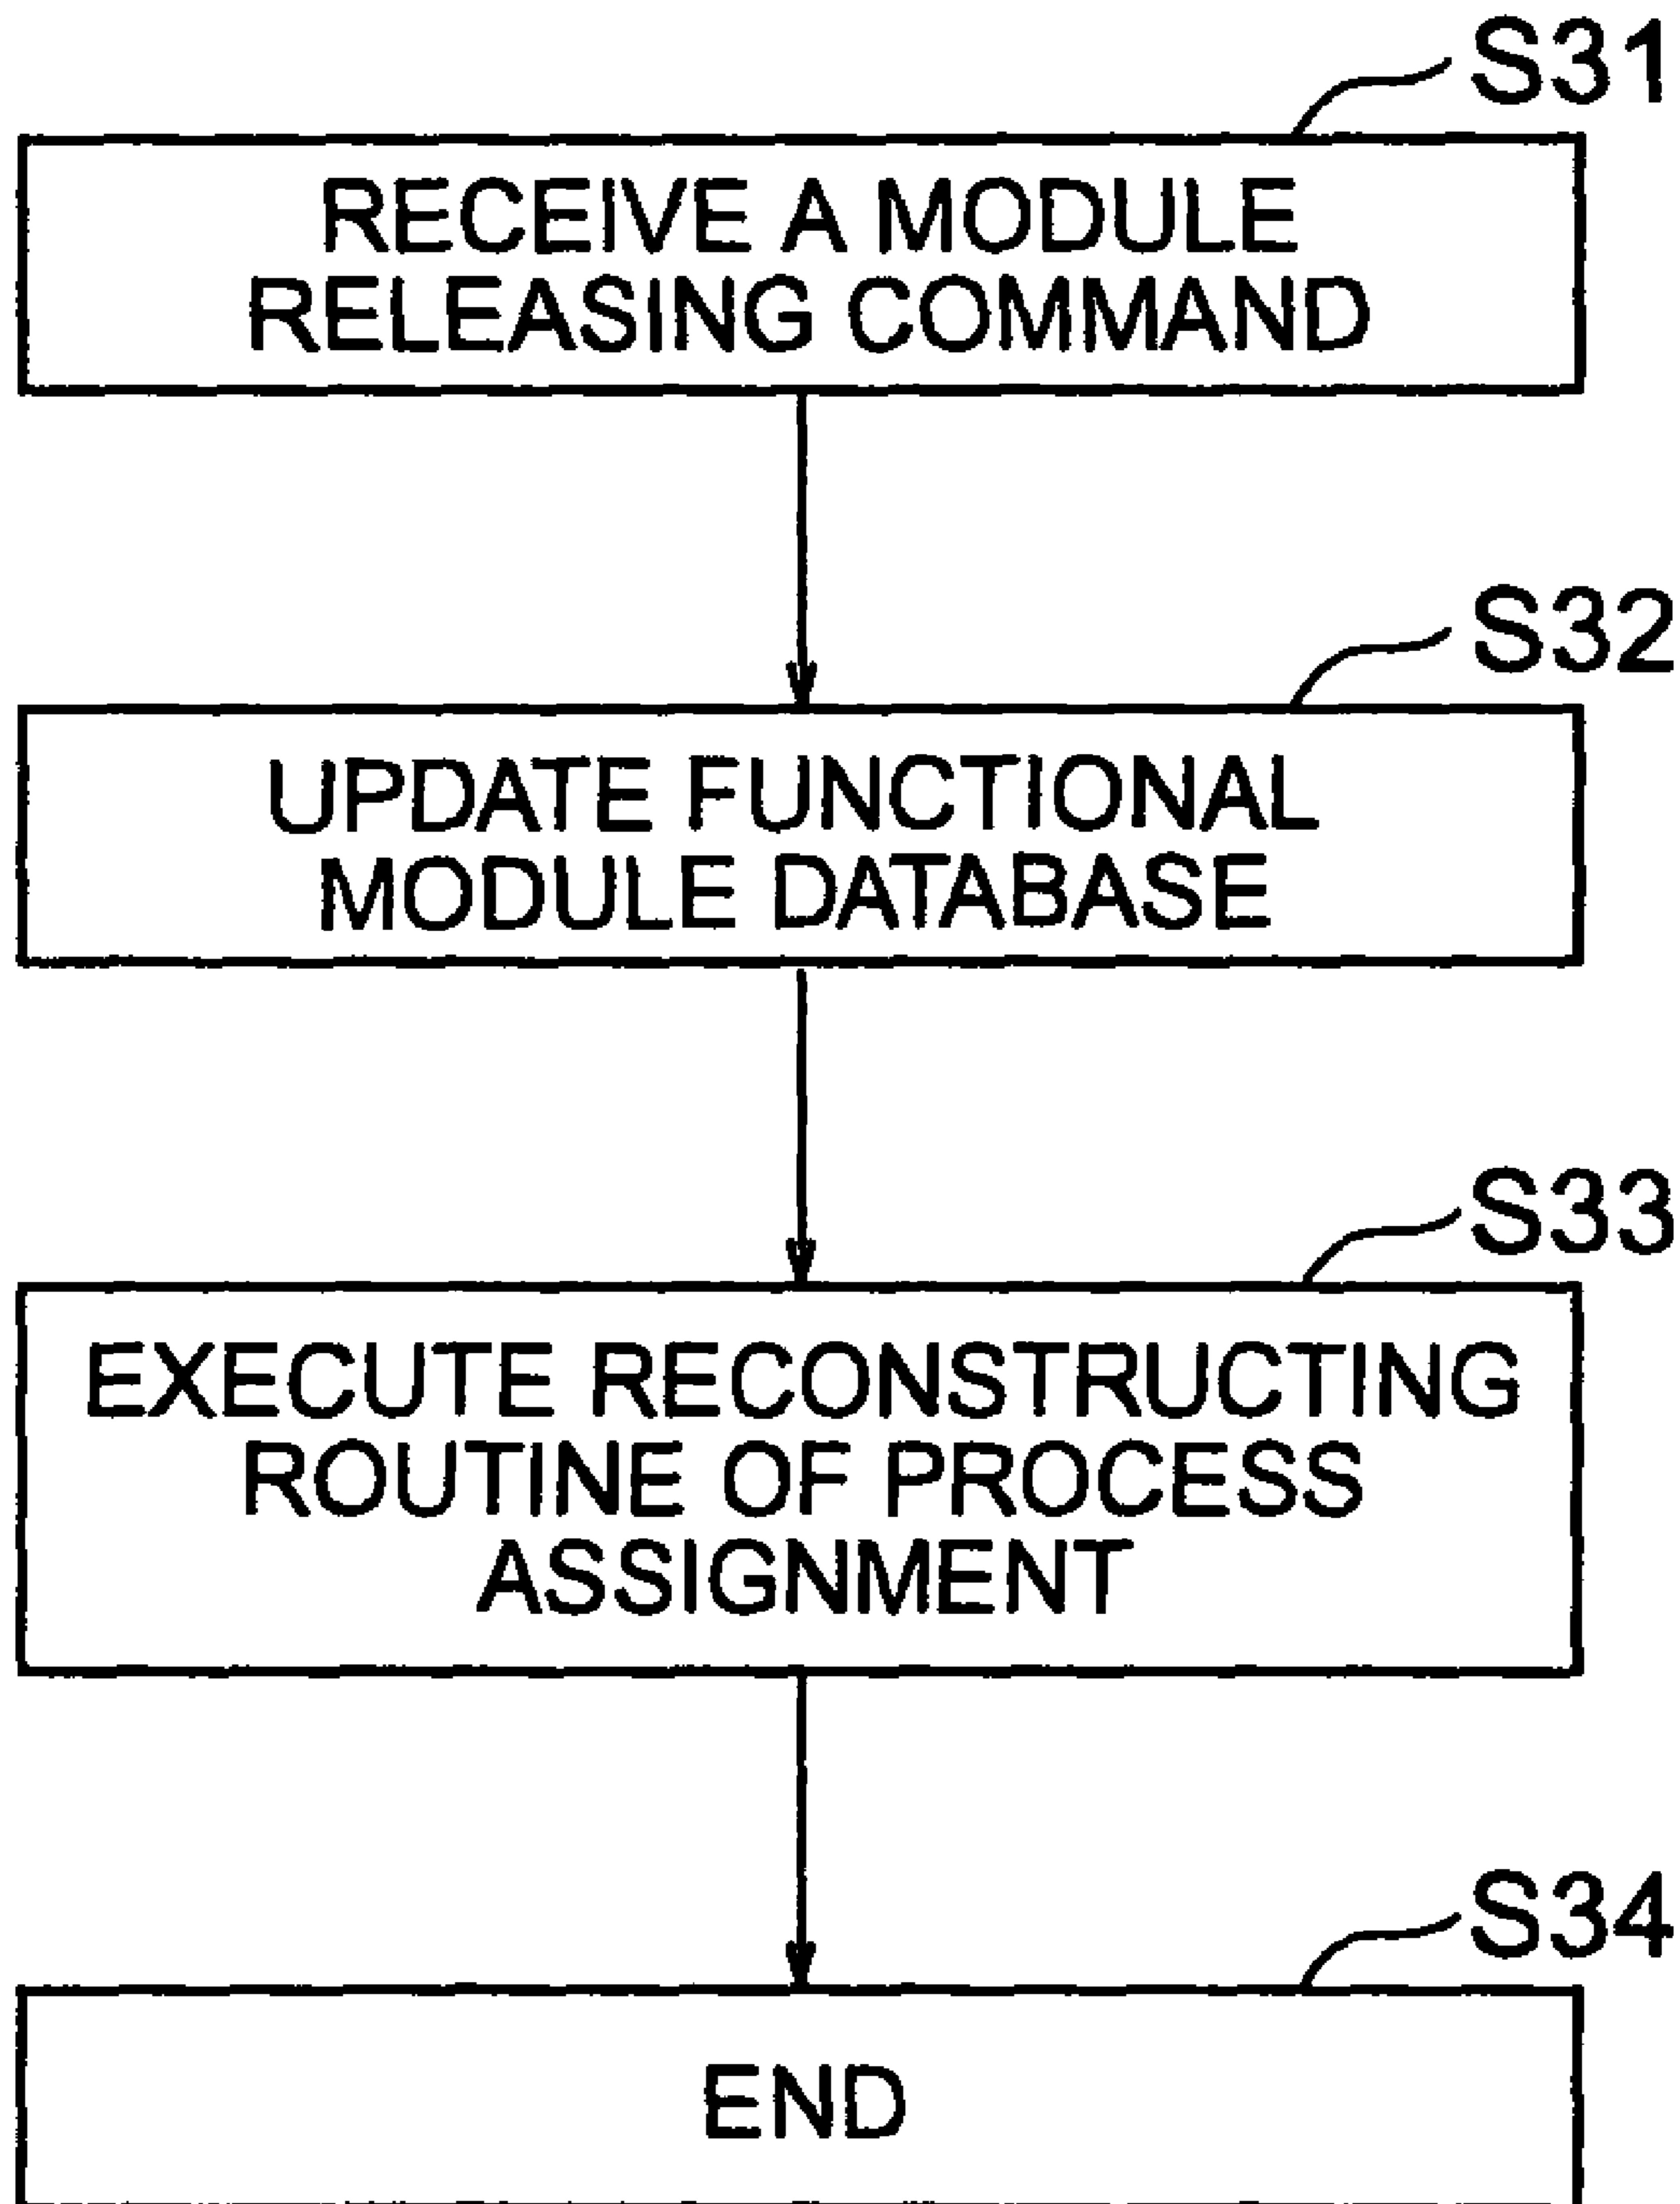 S31
RECEIVE A MODULE
RELEASING COMMAND
S32
UPDATE FUNCTIONAL
MODULE DATABASE
S33
EXECUTE RECONSTRUCTING
ROUTINE OF PROCESS
ASSIGNMENT
S34
END